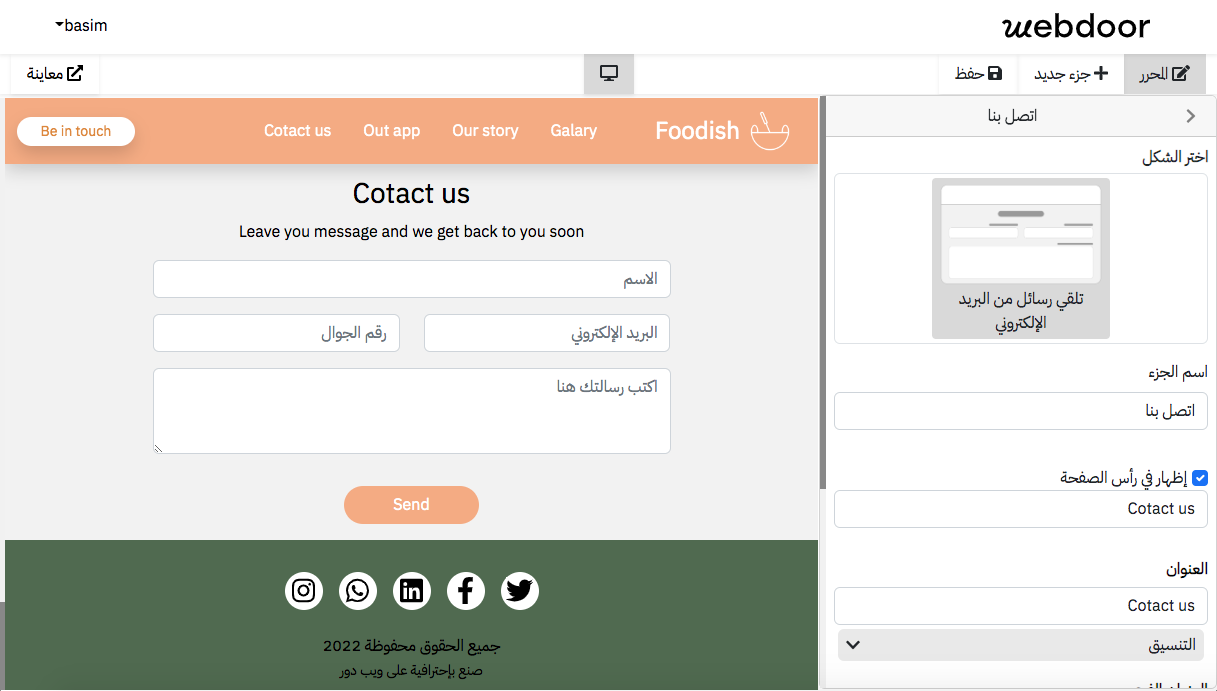 webdoor
basim
المحرر
جزء جديد
حفظ
معاينة
Be in touch
Cotact us
Out app
Our story
Galary
Foodish
Cotact us
Leave you message and we get back to you soon
الاسم
البريد الإلكتروني
رقم الجوال
اكتب رسالتك هنا
Send
جميع الحقوق محفوظة 2022
صنع بإحترافية على ويب دور
اتصل بنا
اختر الشكل
تلقي رسائل من البريد
الإلكتروني
اسم الجزء
اتصل بنا
إظهار في رأس الصفحة
Cotact us
العنوان
Cotact us
التنسيق